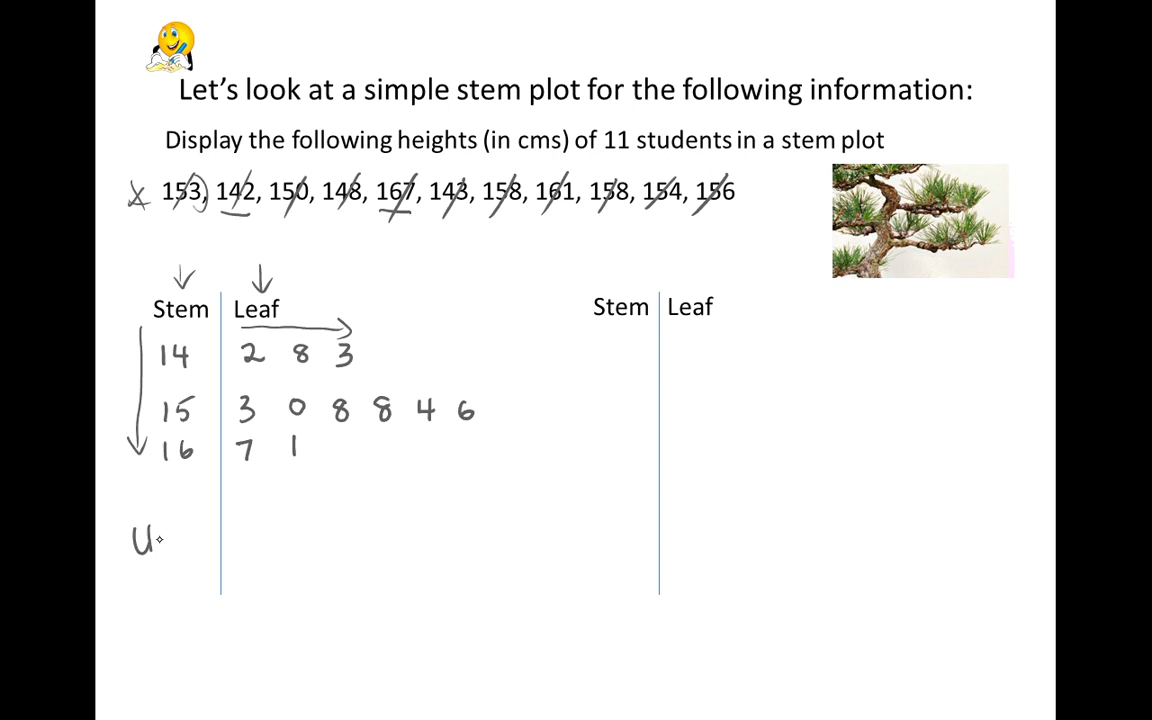 Let's look at a simple stem plot for the following information:
Display the following heights (in cms) of 11 students in a stem plot
153, 142, 150, 148, 167, 143, 158, 161, 158, 154, 156
Stem Leaf
14 2 8 3
15 3 0 8 8 4 6
16 7 1
U
Stem Leaf